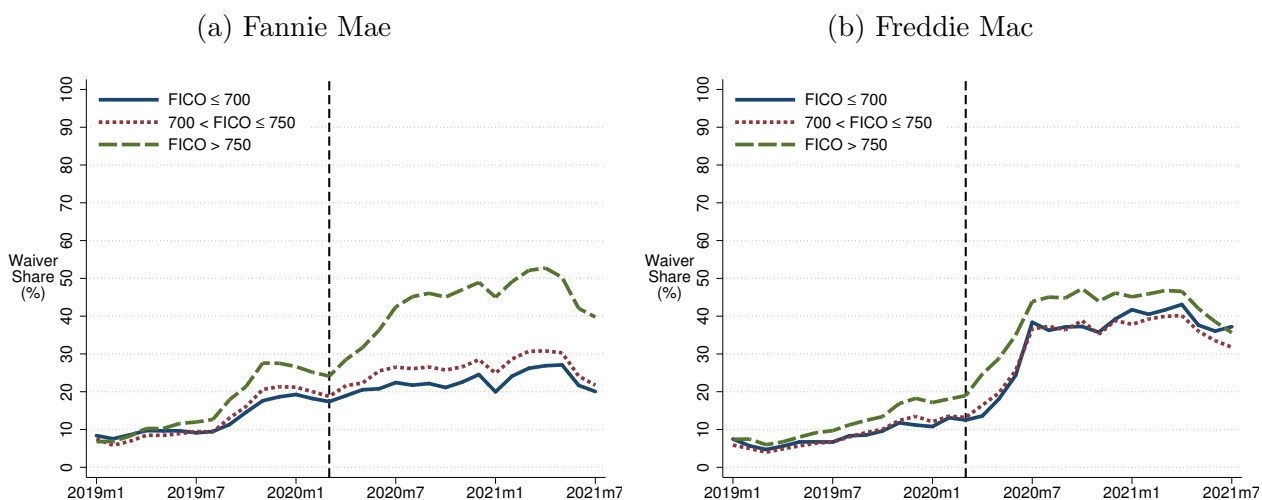 (a) Fannie Mae
FICO ≤ 700
700 < FICO ≤ 750
FICO > 750
100
90
80
70
60
50
40
30
20
10
0
Waiver
Share
(%)
2019m1 2019m7 2020m1 2020m7 2021m1 2021m7
(b) Freddie Mac
FICO ≤ 700
700 < FICO ≤ 750
FICO > 750
100
90
80
70
60
50
40
30
20
10
0
Waiver
Share
(%)
2019m1 2019m7 2020m1 2020m7 2021m1 2021m7